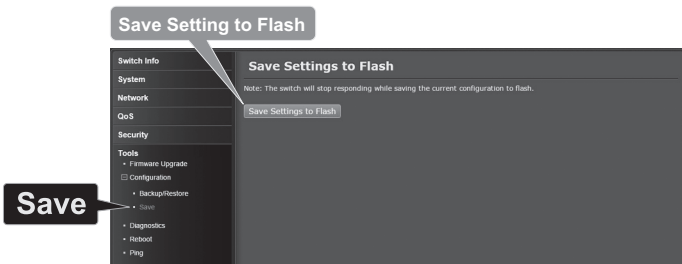 Save Setting to Flash
Switch Info
System
Network
QoS
Security
Tools
Firmware Upgrade
Configuration
Backup/Restore
Save
Diagnostics
Reboot
Ping
Save Settings to Flash
Note: The switch will stop responding while saving the current configuration to flash.
Save Settings to Flash
Save